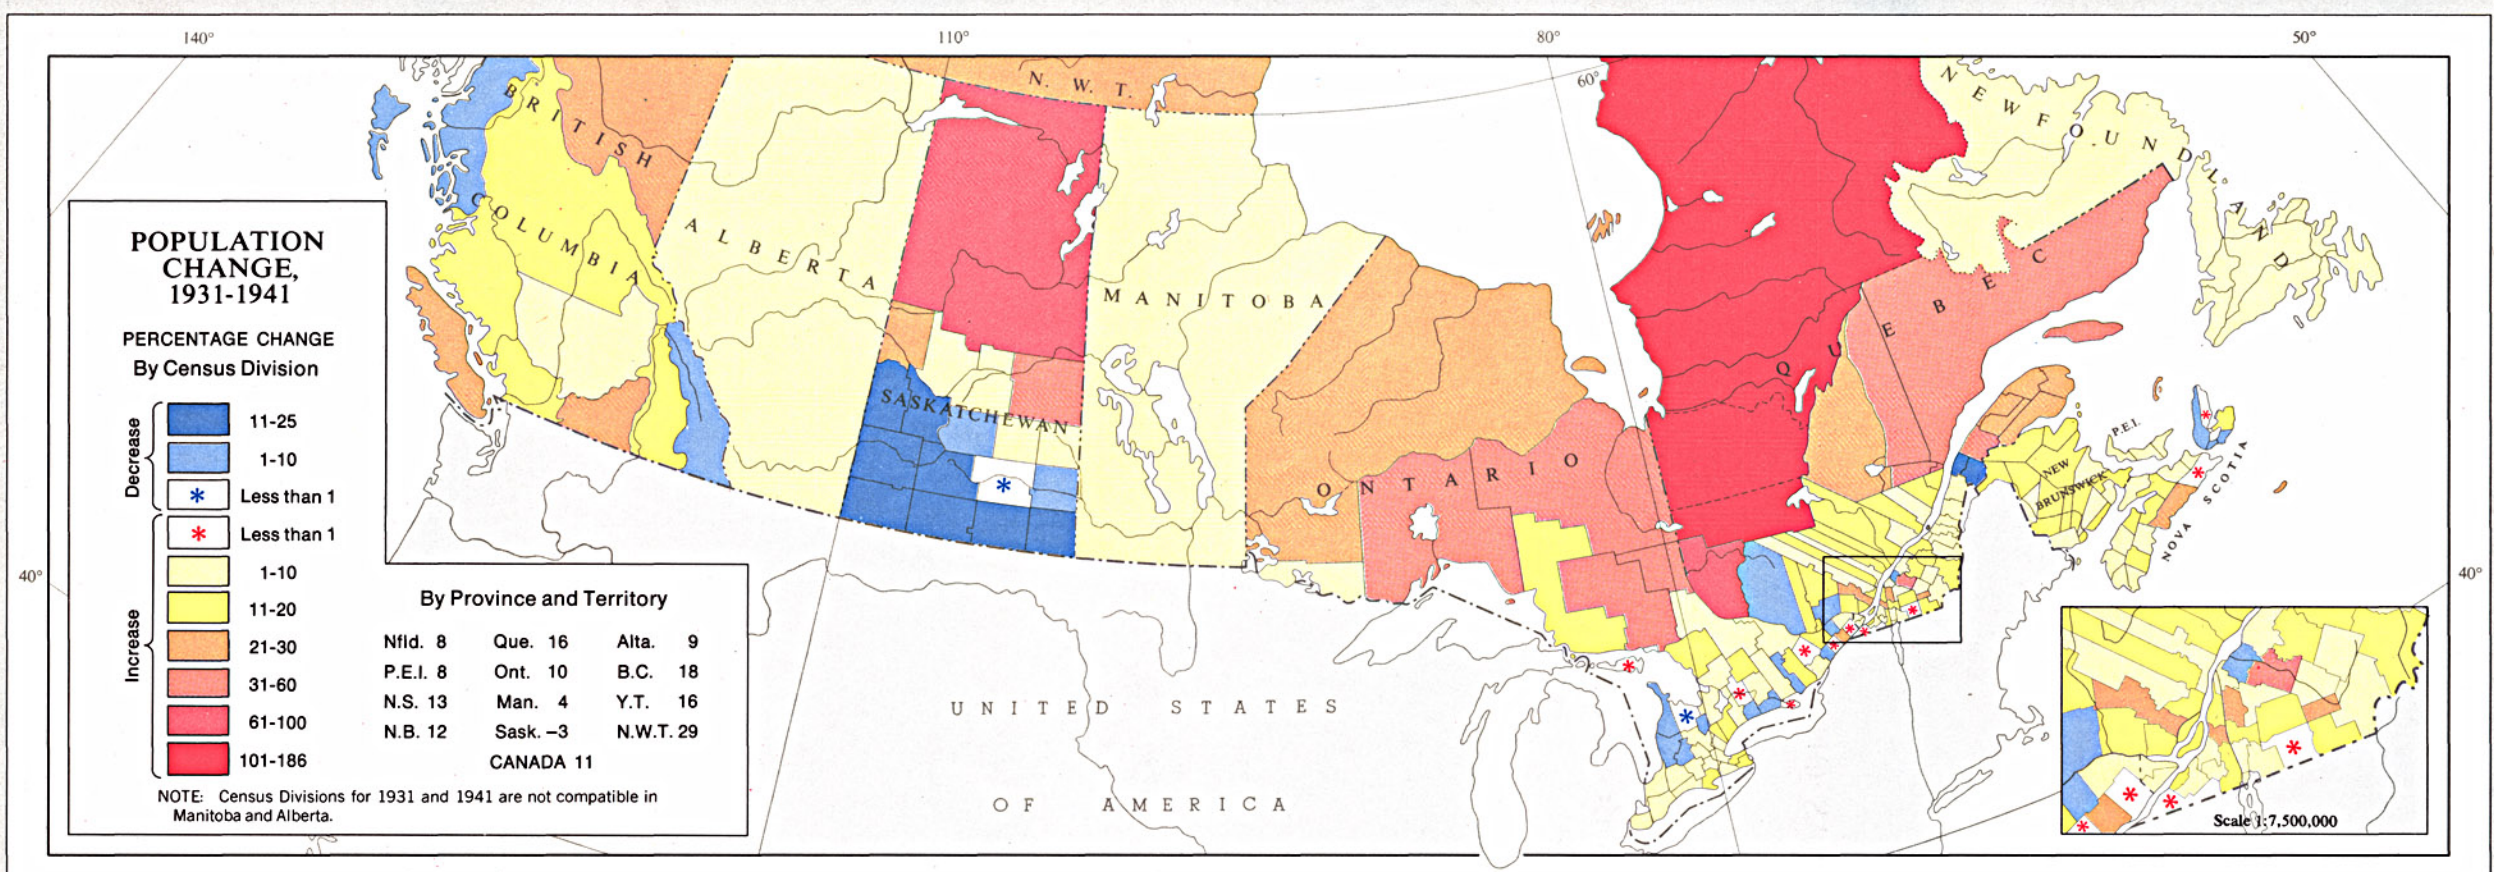 140°
110°
80°
50°
60°
40°
40°
POPULATION
CHANGE,
1931-1941
PERCENTAGE CHANGE
By Census Division
Decrease
11-25
1-10
* Less than 1
Increase
* Less than 1
1-10
11-20
21-30
31-60
61-100
101-186
By Province and Territory
Nfld. 8 Que. 16 Alta. 9
P.E.I. 8 Ont. 10 B.C. 18
N.S. 13 Man. 4 Y.T. 16
N.B. 12 Sask. −3 N.W.T. 29
CANADA 11
NOTE: Census Divisions for 1931 and 1941 are not compatible in
Manitoba and Alberta.
BRITISH
COLUMBIA
N. W. T.
ALBERTA
SASKATCHEWAN
MANITOBA
ONTARIO
QUEBEC
NEWFOUNDLAND
P.E.I.
NEW
BRUNSWICK
NOVA SCOTIA
UNITED STATES
OF AMERICA
Scale 1:7,500,000